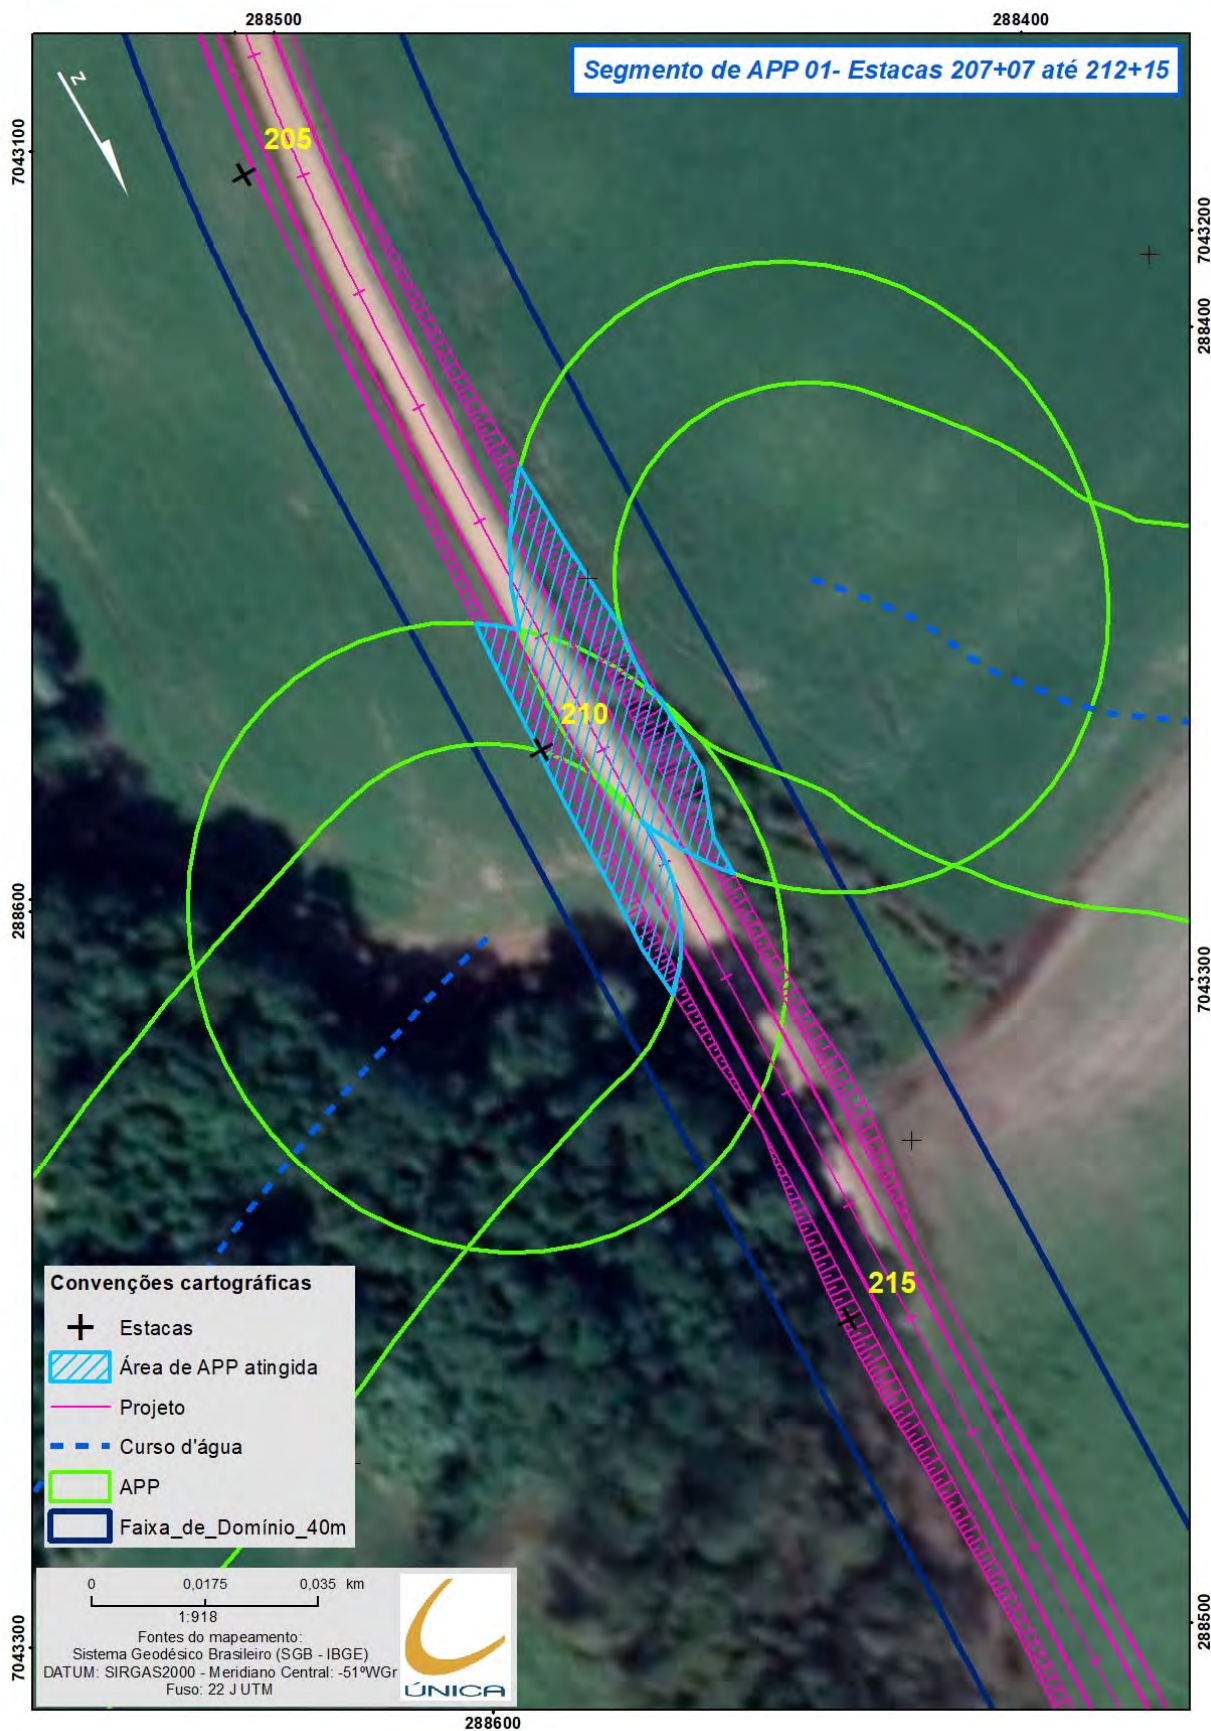 288500
288400
Segmento de APP 01- Estacas 207+07 até 212+15
N
7043100
205
7043200
288400
210
288600
7043300
215
Convenções cartográficas
Estacas
Área de APP atingida
Projeto
Curso d'água
APP
Faixa_de_Domínio_40m
0 0,0175 0,035 km
1:918
Fontes do mapeamento:
Sistema Geodésico Brasileiro (SGB - IBGE)
DATUM: SIRGAS2000 - Meridiano Central: -51ºWGr
Fuso: 22 J UTM
ÚNICA
7043300
288500
288600